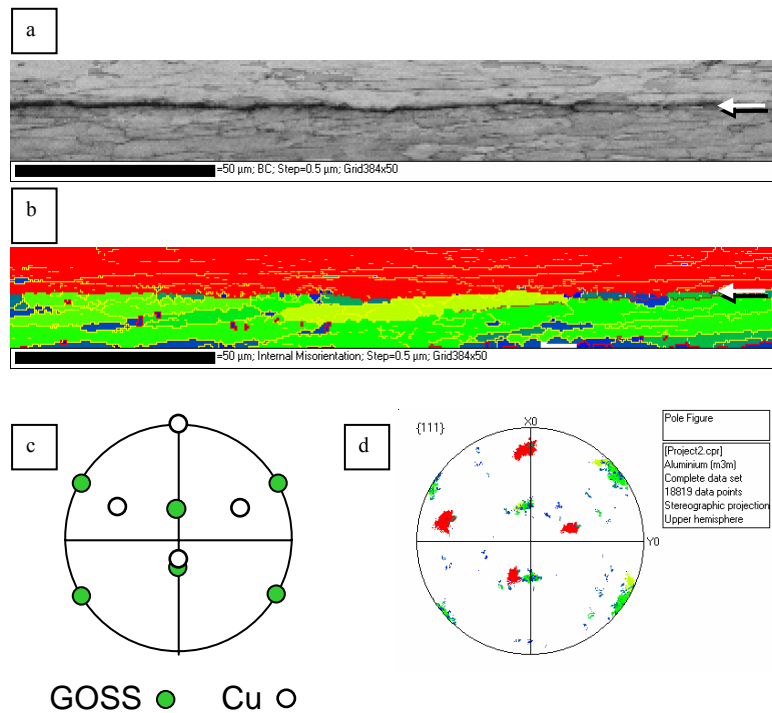 a
=50 µm; BC; Step=0.5 µm; Grid384x50
b
=50 µm; Internal Misorientation; Step=0.5 µm; Grid384x50
c
d
{111}
X0
Y0
Pole Figure
[Project2.cpr]
Aluminium (m3m)
Complete data set
18819 data points
Stereographic projection
Upper hemisphere
GOSS
Cu